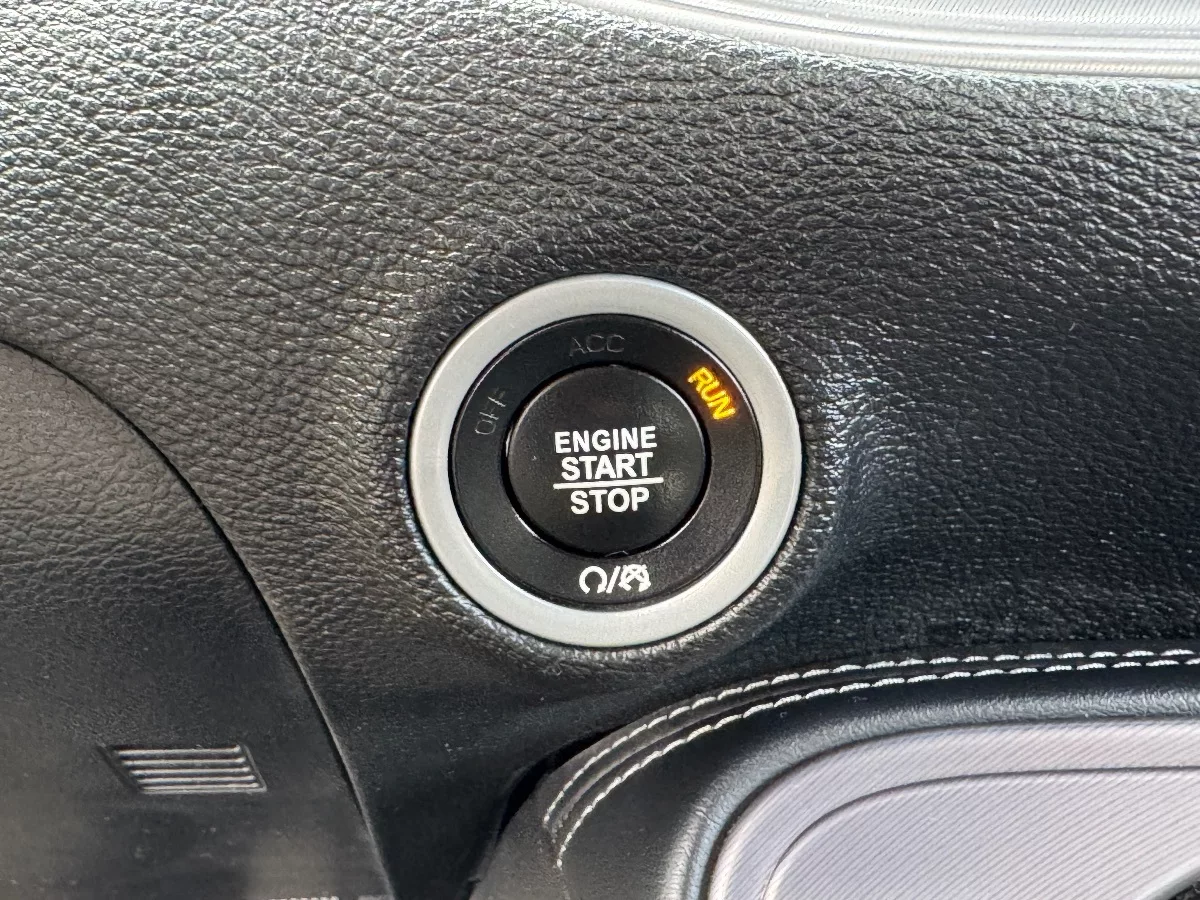 OFF
ACC
RUN
ENGINE
START
STOP